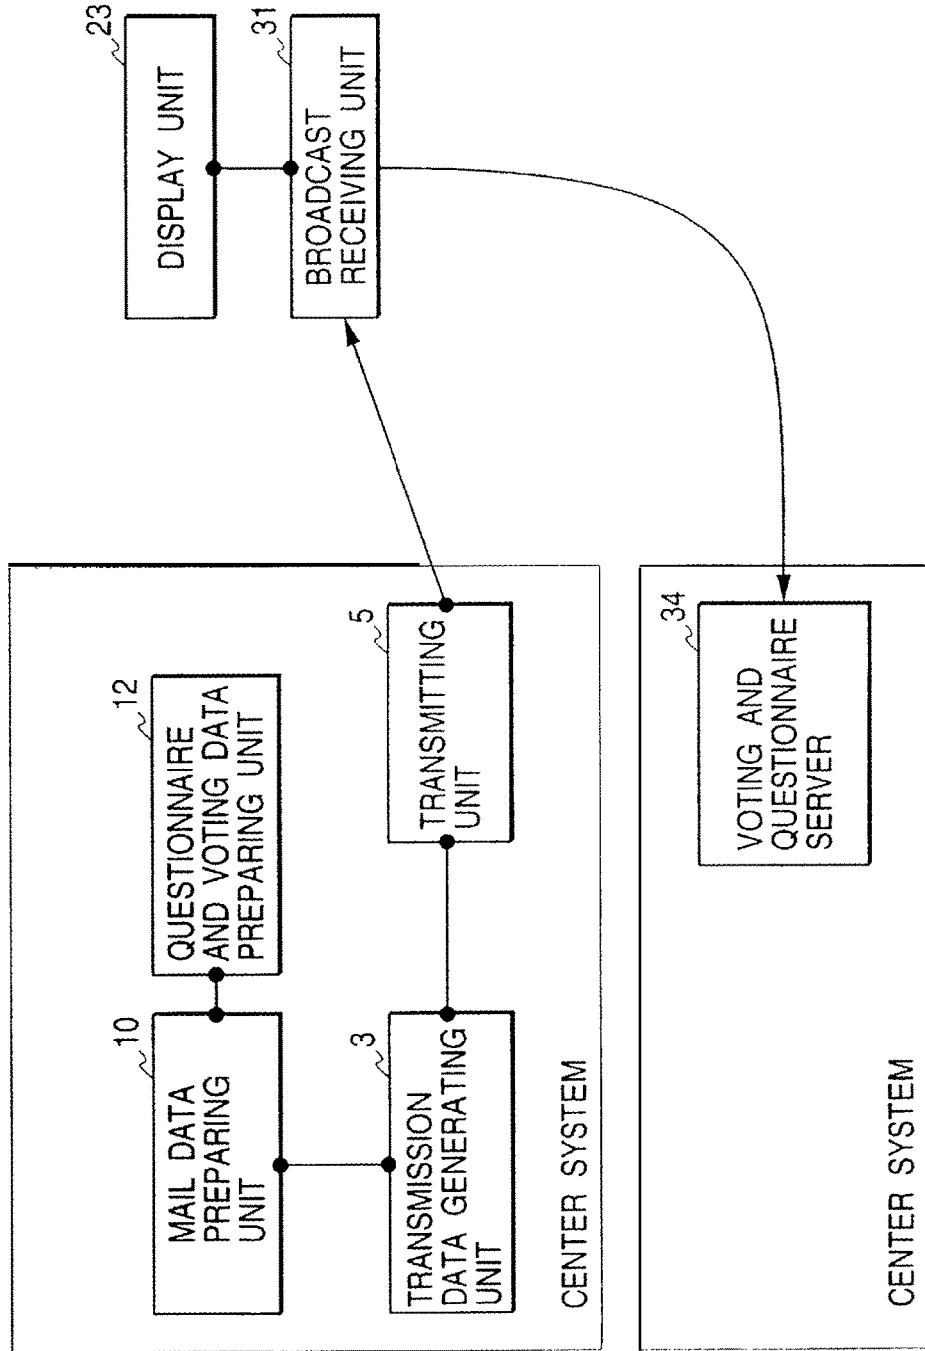 10
MAIL DATA
PREPARING
UNIT
12
QUESTIONNAIRE
AND VOTING DATA
PREPARING UNIT
23
DISPLAY UNIT
31
BROADCAST
RECEIVING UNIT
3
TRANSMISSION
DATA GENERATING
UNIT
5
TRANSMITTING
UNIT
CENTER SYSTEM
34
VOTING AND
QUESTIONNAIRE
SERVER
CENTER SYSTEM